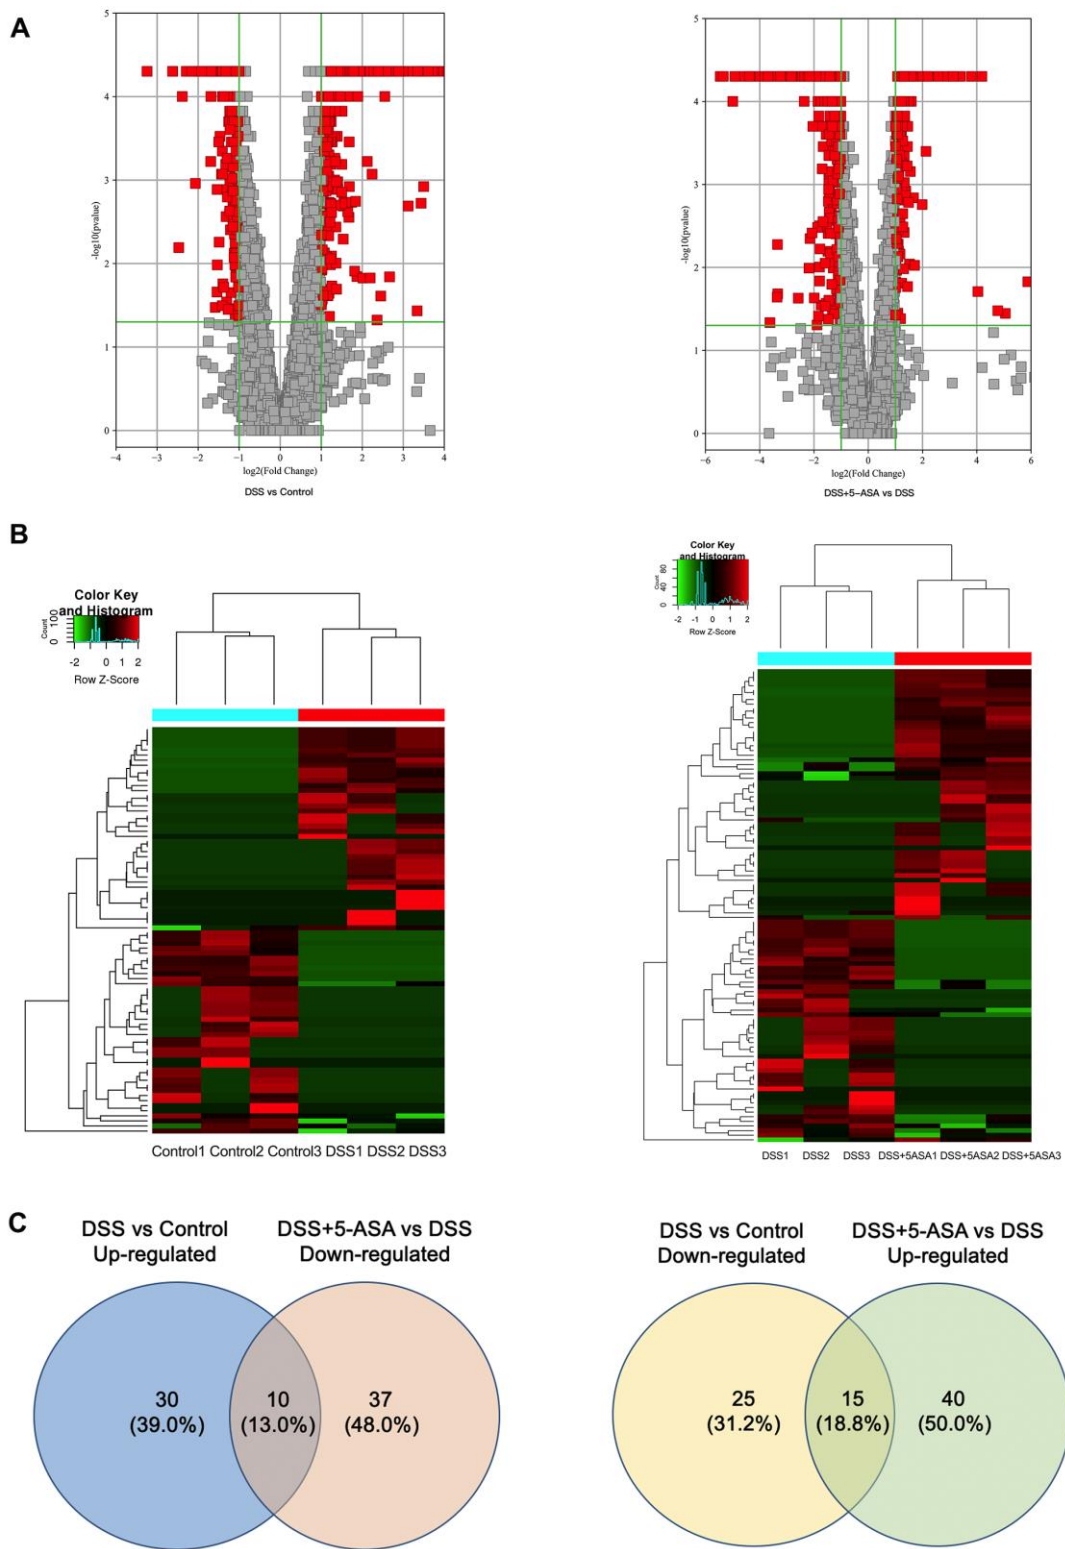 A
5
4
3
2
1
0
-log10(pvalue)
−4 −3 −2 −1 0 1 2 3 4
log2(Fold Change)
DSS vs Control
5
4
3
2
1
0
-log10(pvalue)
−6 −4 −2 0 2 4 6
log2(Fold Change)
DSS+5−ASA vs DSS
B
Color Key
and Histogram
Count
0 100
-2 0 1 2
Row Z-Score
Control1 Control2 Control3 DSS1 DSS2 DSS3
Color Key
and Histogram
Count
0 40 80
-2 -1 0 1 2
Row Z-Score
DSS1 DSS2 DSS3 DSS+5ASA1 DSS+5ASA2 DSS+5ASA3
C
DSS vs Control
Up-regulated
DSS+5-ASA vs DSS
Down-regulated
30
(39.0%)
10
(13.0%)
37
(48.0%)
DSS vs Control
Down-regulated
DSS+5-ASA vs DSS
Up-regulated
25
(31.2%)
15
(18.8%)
40
(50.0%)